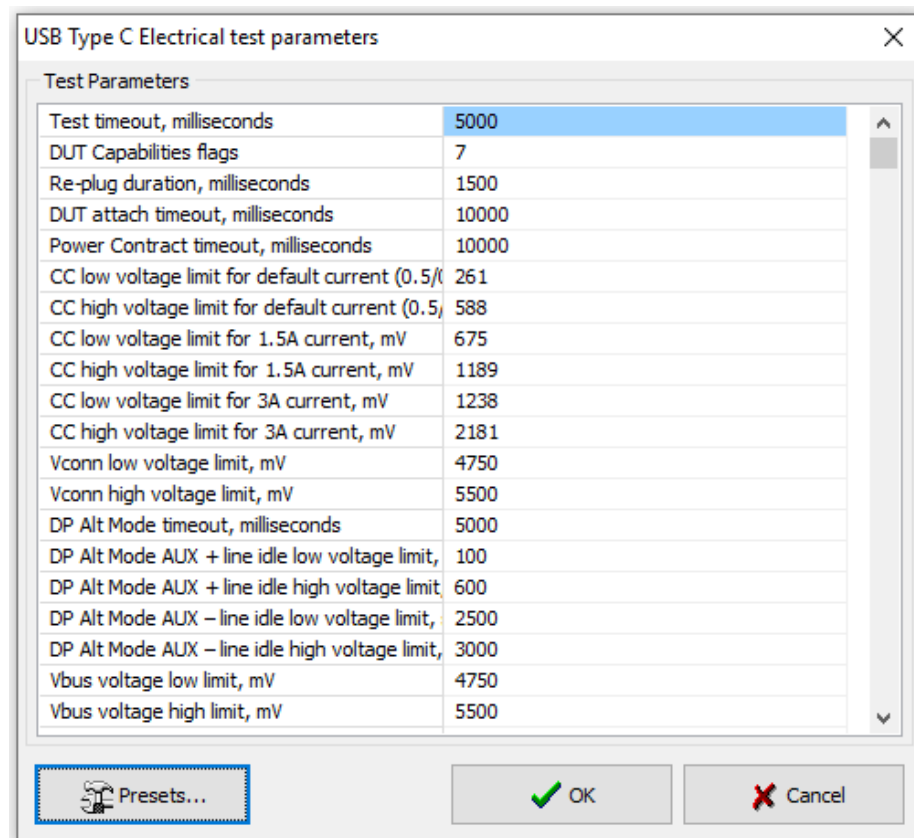 USB Type C Electrical test parameters
Test Parameters
Test timeout, milliseconds 5000
DUT Capabilities flags 7
Re-plug duration, milliseconds 1500
DUT attach timeout, milliseconds 10000
Power Contract timeout, milliseconds 10000
CC low voltage limit for default current (0.5/ 261
CC high voltage limit for default current (0.5/ 588
CC low voltage limit for 1.5A current, mV 675
CC high voltage limit for 1.5A current, mV 1189
CC low voltage limit for 3A current, mV 1238
CC high voltage limit for 3A current, mV 2181
Vconn low voltage limit, mV 4750
Vconn high voltage limit, mV 5500
DP Alt Mode timeout, milliseconds 5000
DP Alt Mode AUX + line idle low voltage limit, 100
DP Alt Mode AUX + line idle high voltage limit, 600
DP Alt Mode AUX – line idle low voltage limit, 2500
DP Alt Mode AUX – line idle high voltage limit, 3000
Vbus voltage low limit, mV 4750
Vbus voltage high limit, mV 5500
Presets... OK Cancel